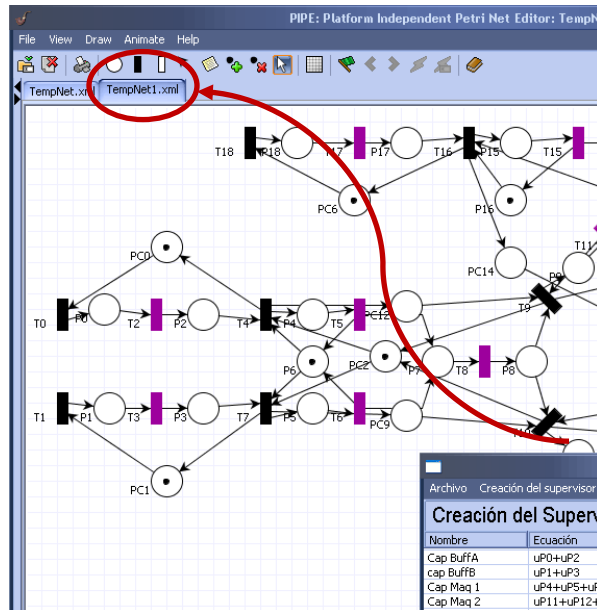 PIPE: Platform Independent Petri Net Editor: TempN
File View Draw Animate Help
TempNet.xml TempNet1.xml
T18 P18 T17 P17 T16 P15 T15
PC6 P16
T11
PC0 PC14 P9
T9
T0 P0 T2 P2 T4 P4 T5 PC12
P6 PC2 P7 T8 P8
T1 P1 T3 P3 T7 P5 T6 PC9
T10
PC1
Archivo Creación del supervisor
Creación del Superv
Nombre Ecuación
Cap BuffA uP0+uP2
cap BuffB uP1+uP3
Cap Maq 1 uP4+uP5+uP
Cap Maq 2 uP11+uP12+